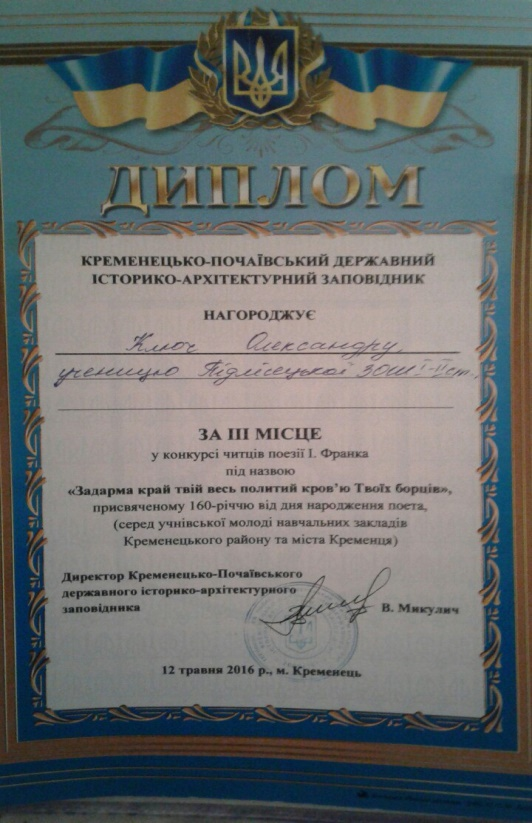 ДИПЛОМ
КРЕМЕНЕЦЬКО-ПОЧАЇВСЬКИЙ ДЕРЖАВНИЙ
ІСТОРИКО-АРХІТЕКТУРНИЙ ЗАПОВІДНИК
НАГОРОДЖУЄ
Ключ Олександру,
ученицю Підлісецької ЗОШ І-ІІ ст.,
ЗА ІІІ МІСЦЕ
у конкурсі читців поезії І. Франка
під назвою
«Задарма край твій весь политий кров’ю Твоїх борців»,
присвяченому 160-річчю від дня народження поета,
(серед учнівської молоді навчальних закладів
Кременецького району та міста Кременця)
Директор Кременецько-Почаївського
державного історико-архітектурного
заповідника
В. Микулич
12 травня 2016 р., м. Кременець